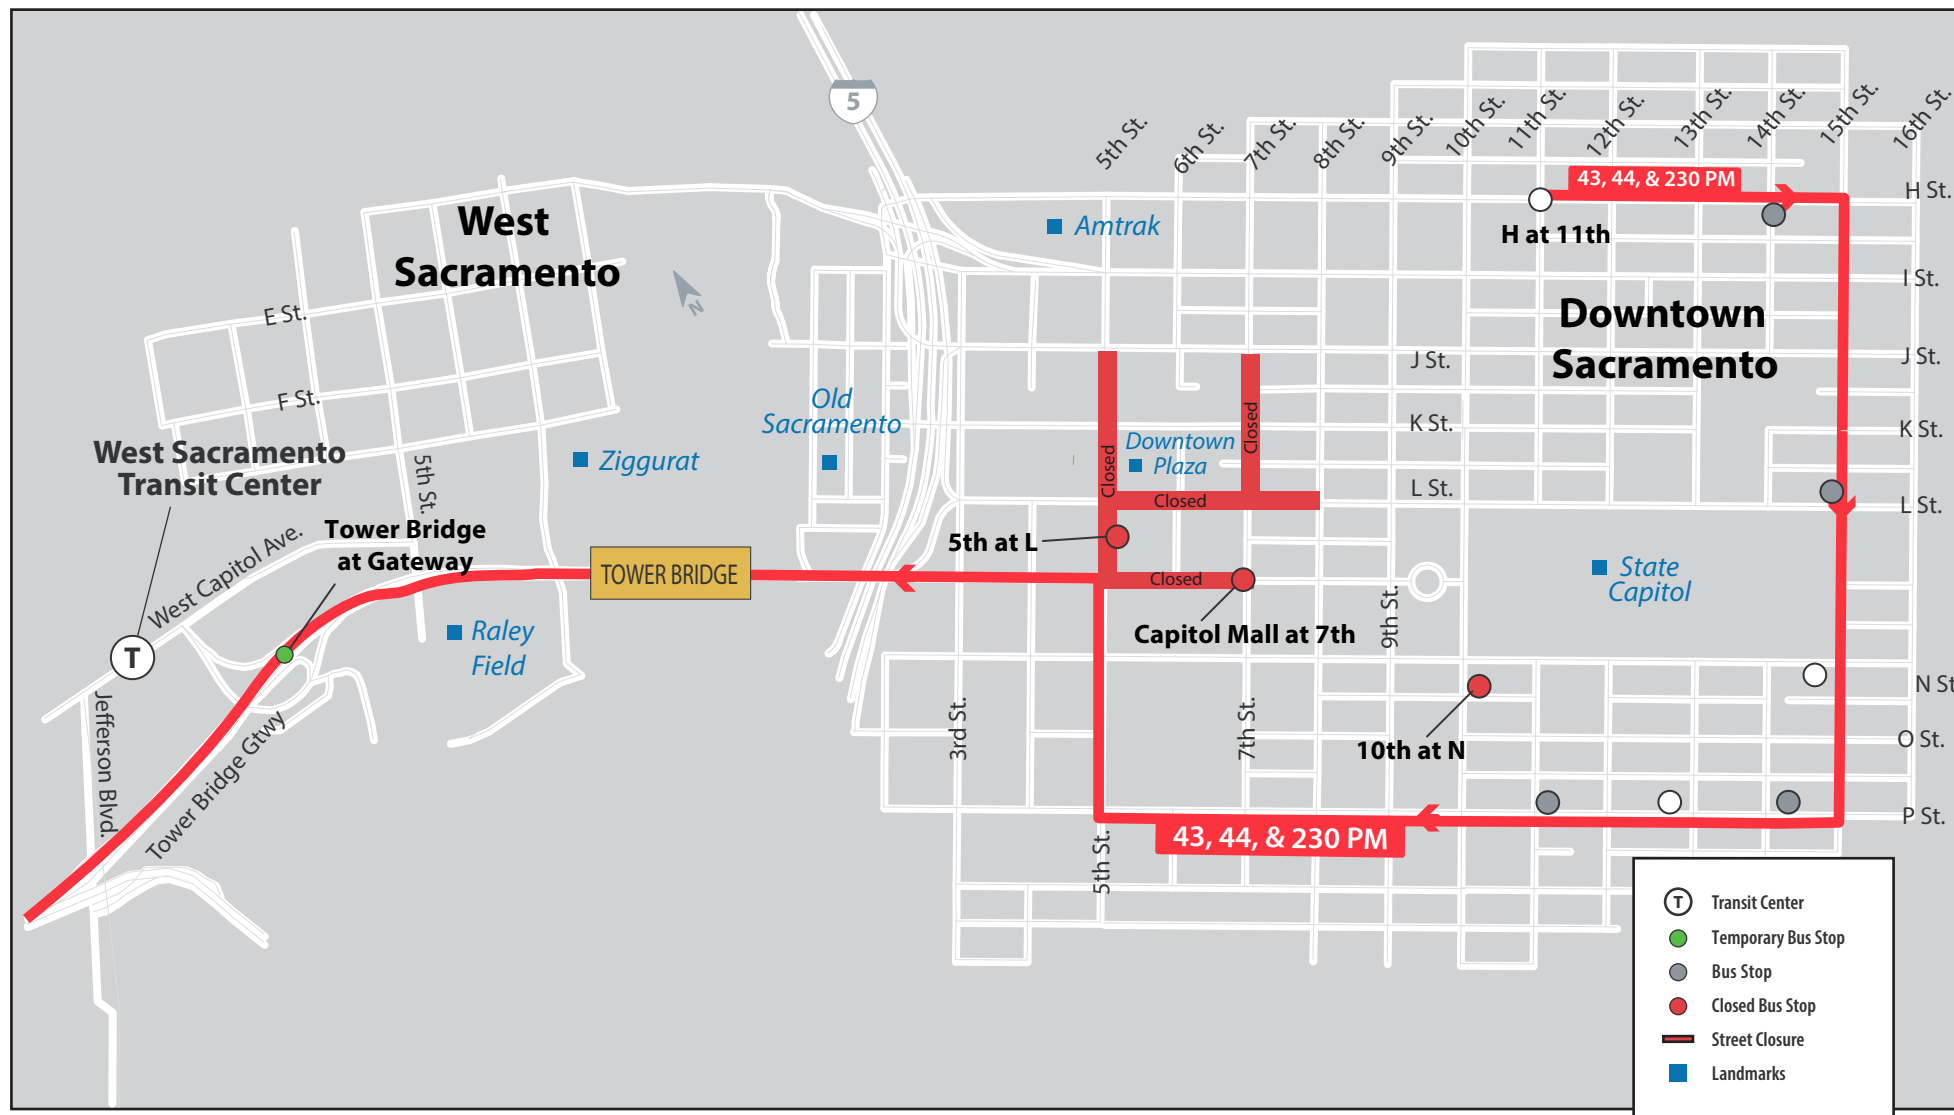 5
5th St.
6th St.
7th St.
8th St.
9th St.
10th St.
11th St.
12th St.
13th St.
14th St.
15th St.
16th St.
43, 44, & 230 PM
H St.
H at 11th
West
Sacramento
Amtrak
N
I St.
E St.
Downtown
Sacramento
J St.
J St.
F St.
Old
Sacramento
Closed
Closed
Downtown
Plaza
K St.
K St.
West Sacramento
Transit Center
Ziggurat
5th St.
L St.
L St.
Closed
Tower Bridge
at Gateway
5th at L
West Capitol Ave.
TOWER BRIDGE
Closed
State
Capitol
9th St.
Capitol Mall at 7th
Raley
Field
T
N St
Jefferson Blvd.
Tower Bridge Gtwy
3rd St.
7th St.
10th at N
O St.
P St.
43, 44, & 230 PM
5th St.
T Transit Center
Temporary Bus Stop
Bus Stop
Closed Bus Stop
Street Closure
Landmarks